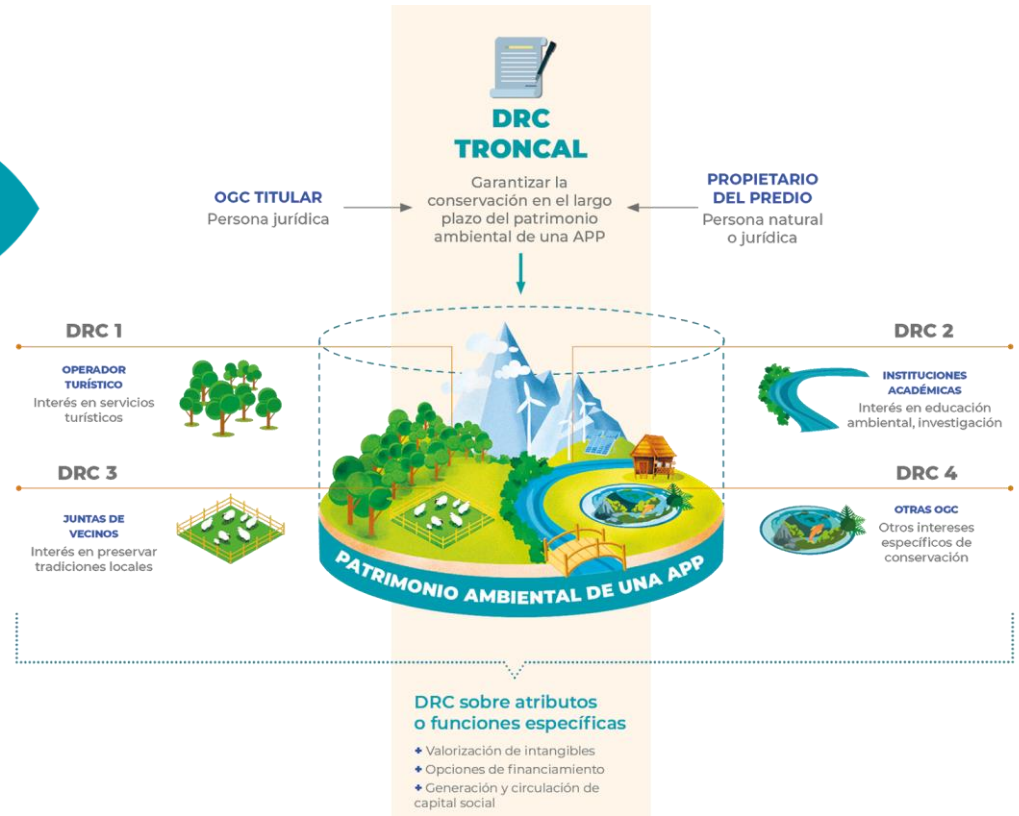 DRC
TRONCAL
Garantizar la
conservación en el largo
plazo del patrimonio
ambiental de una APP
OGC TITULAR
Persona jurídica
PROPIETARIO
DEL PREDIO
Persona natural
o jurídica
DRC 1
OPERADOR
TURÍSTICO
Interés en servicios
turísticos
DRC 2
INSTITUCIONES
ACADÉMICAS
Interés en educación
ambiental, investigación
DRC 3
JUNTAS DE
VECINOS
Interés en preservar
tradiciones locales
DRC 4
OTRAS OGC
Otros intereses
específicos de
conservación
PATRIMONIO AMBIENTAL DE UNA APP
DRC sobre atributos
o funciones específicas
+ Valorización de intangibles
+ Opciones de financiamiento
+ Generación y circulación de
capital social